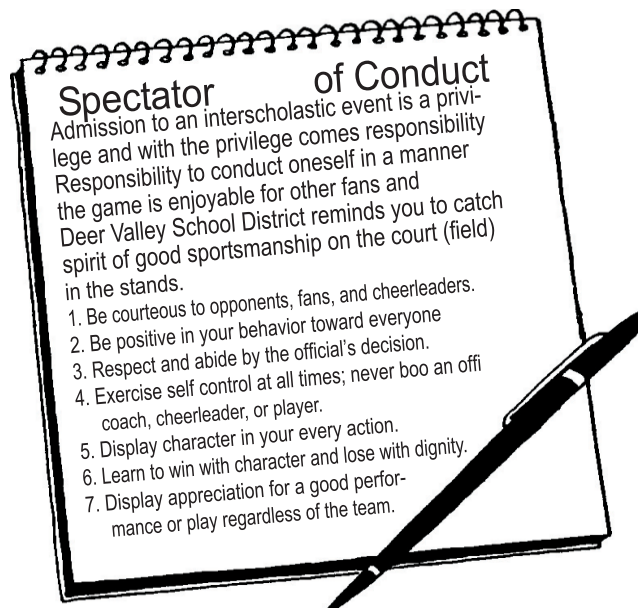 Spectator of Conduct
Admission to an interscholastic event is a privi-
lege and with the privilege comes responsibility
Responsibility to conduct oneself in a manner
the game is enjoyable for other fans and
Deer Valley School District reminds you to catch
spirit of good sportsmanship on the court (field)
in the stands.
1. Be courteous to opponents, fans, and cheerleaders.
2. Be positive in your behavior toward everyone
3. Respect and abide by the official's decision.
4. Exercise self control at all times; never boo an offi
coach, cheerleader, or player.
5. Display character in your every action.
6. Learn to win with character and lose with dignity.
7. Display appreciation for a good perfor-
mance or play regardless of the team.